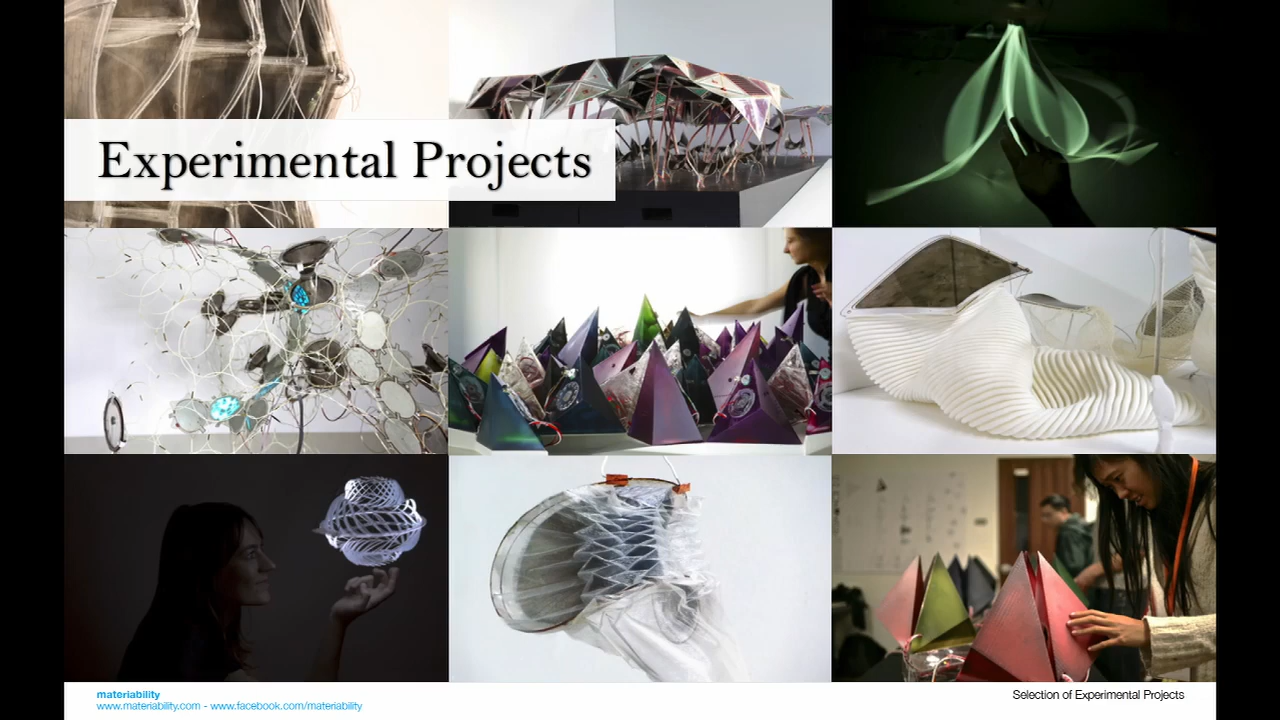 Experimental Projects
materiability
www.materiability.com - www.facebook.com/materiability
Selection of Experimental Projects